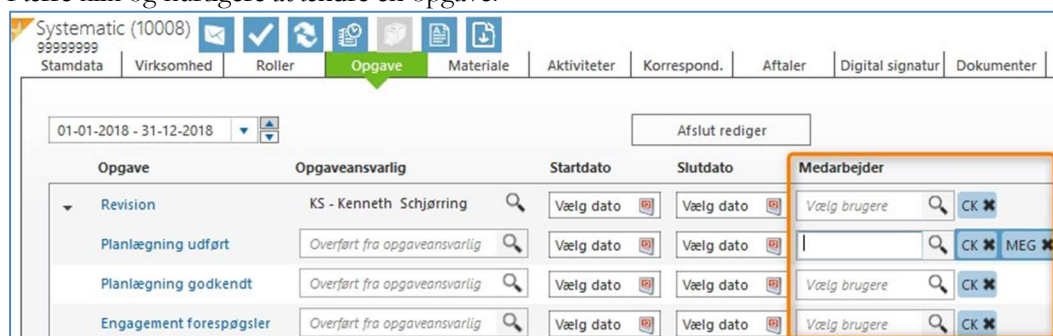 Systematic (10008)
99999999
Stamdata Virksomhed Roller Opgave Materiale Aktiviteter Korrespond. Aftaler Digital signatur Dokumenter
01-01-2018 - 31-12-2018 Afslut rediger
Opgave Opgaveansvarlig Startdato Slutdato Medarbejder
Revision KS - Kenneth Schjørring Vælg dato Vælg dato Vælg brugere CK
Planlægning udført Overført fra opgaveansvarlig Vælg dato Vælg dato CK MEG
Planlægning godkendt Overført fra opgaveansvarlig Vælg dato Vælg dato Vælg brugere CK
Engagement forespøgsler Overført fra opgaveansvarlig Vælg dato Vælg dato Vælg brugere CK